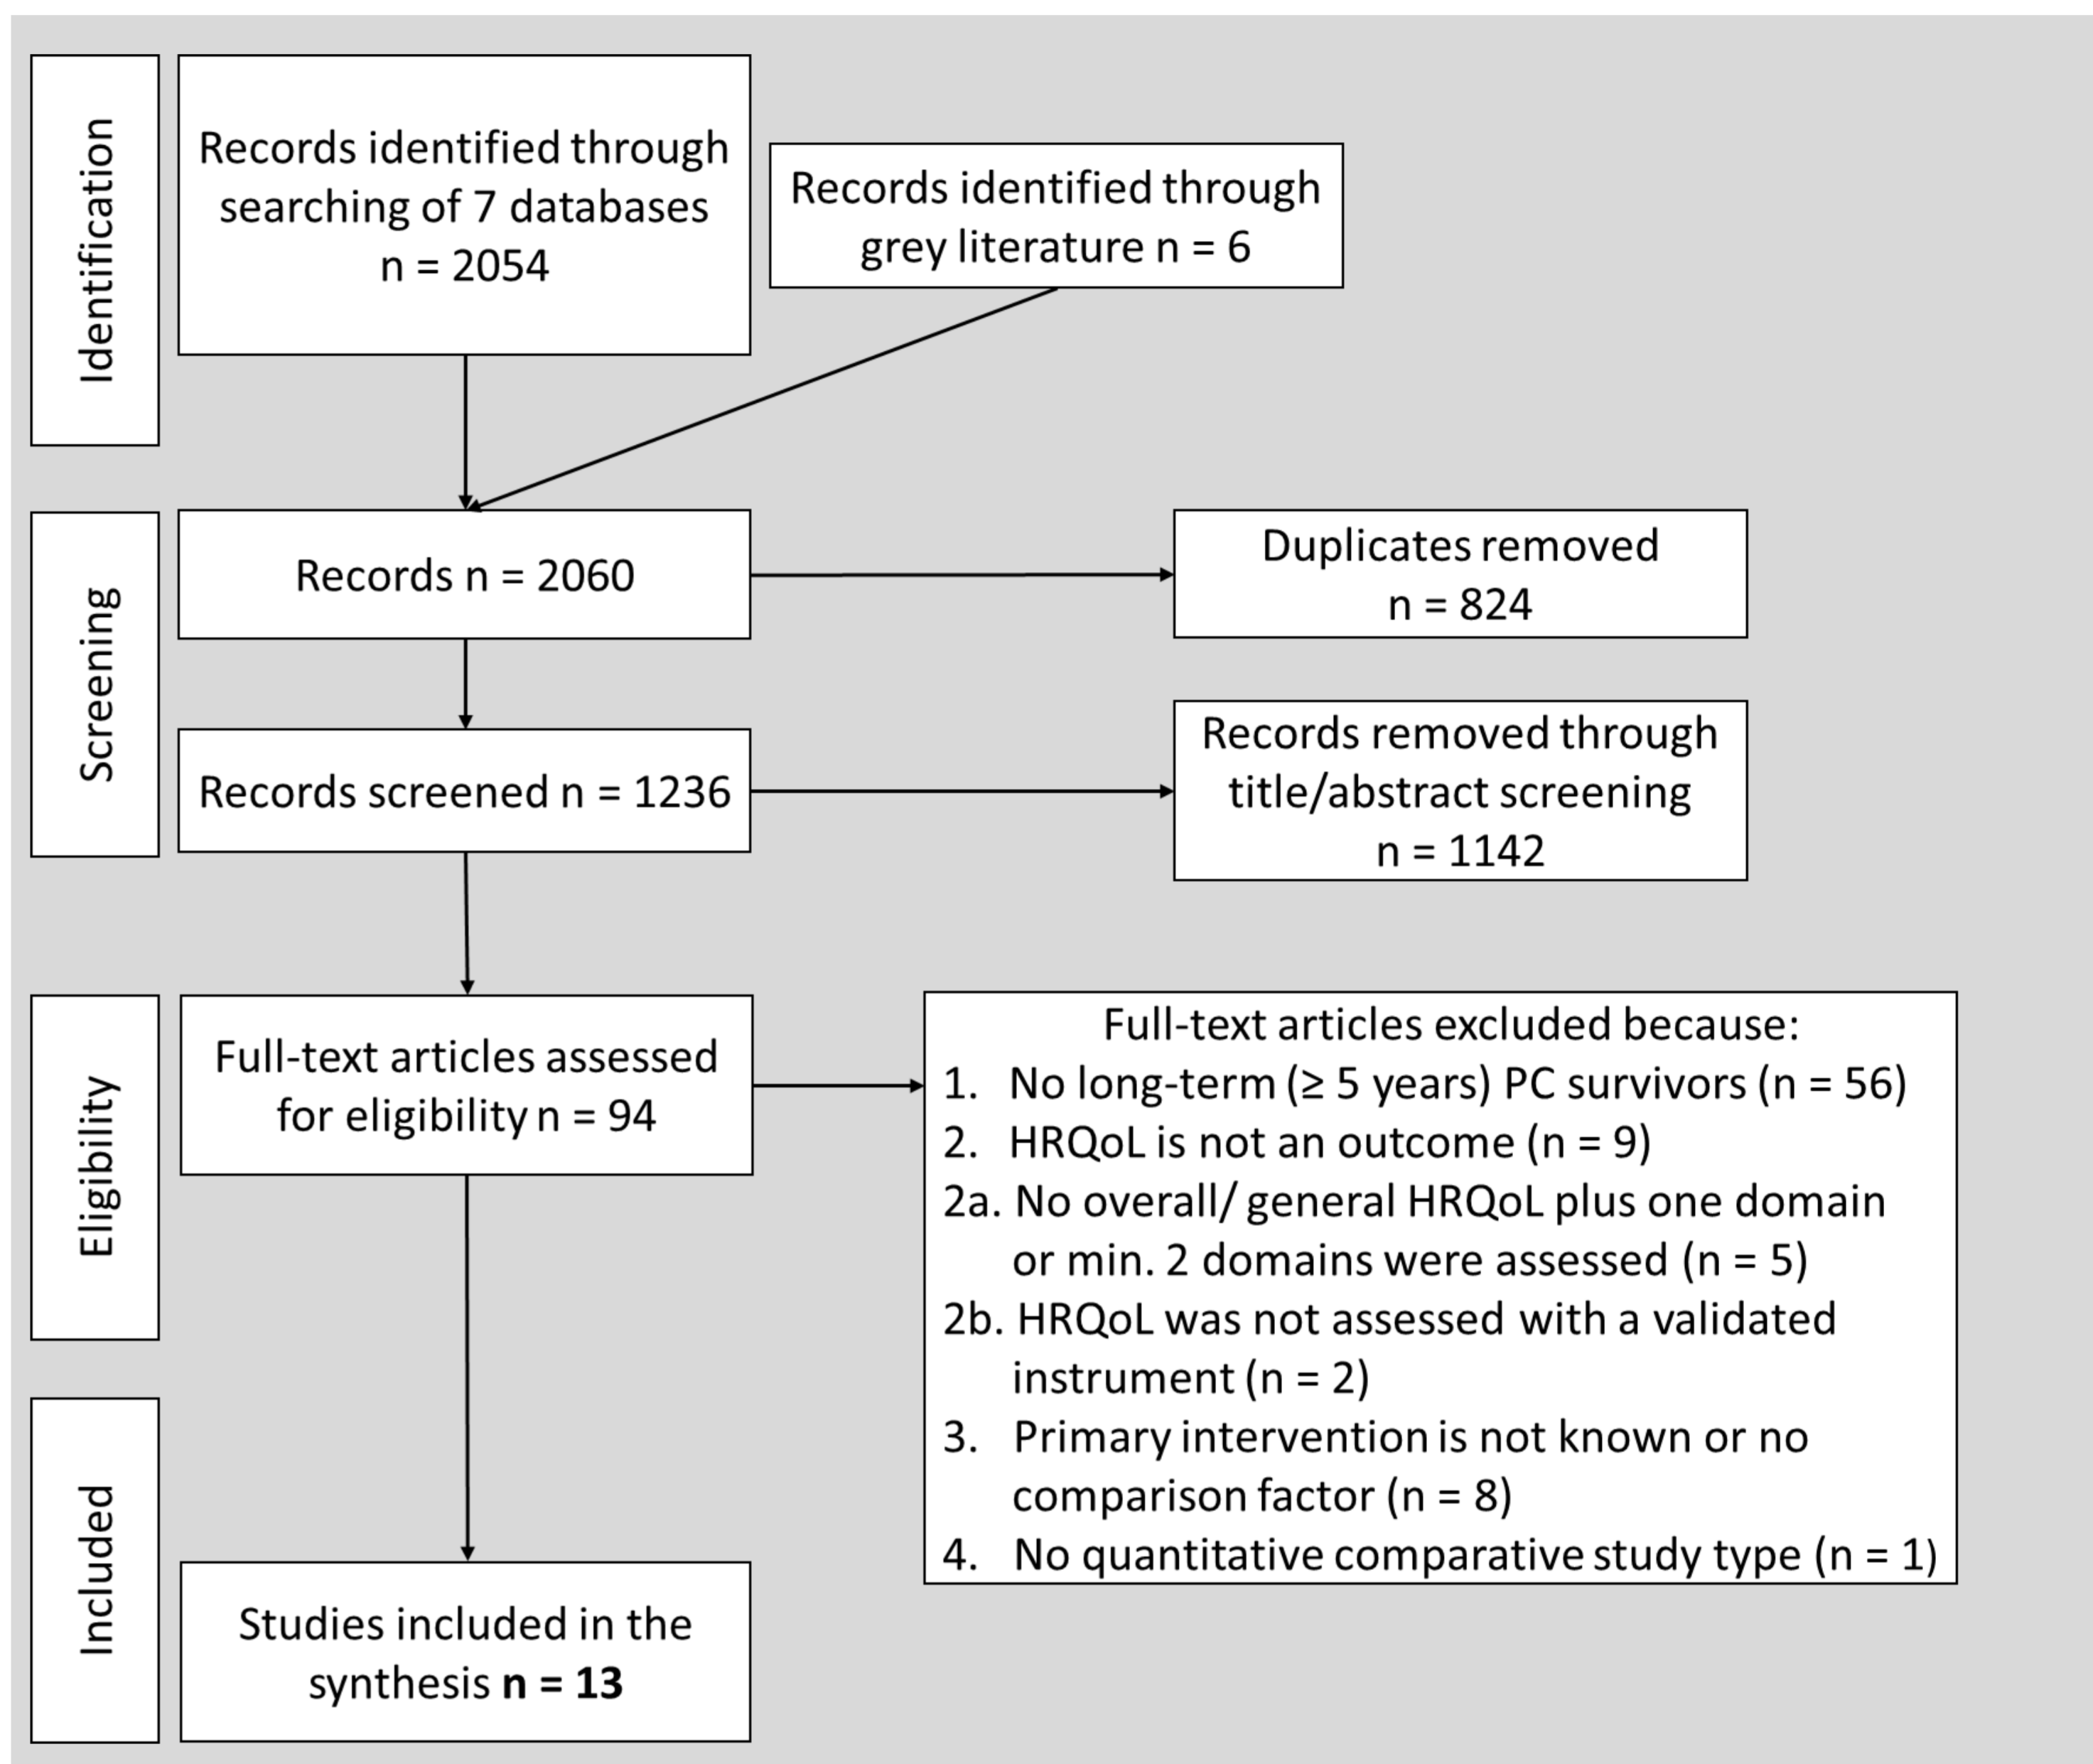 Identification
Records identified through
searching of 7 databases
n = 2054
Records identified through
grey literature n = 6
Screening
Records n = 2060
Duplicates removed
n = 824
Records screened n = 1236
Records removed through
title/abstract screening
n = 1142
Eligibility
Full-text articles assessed
for eligibility n = 94
Full-text articles excluded because:
1. No long-term (≥ 5 years) PC survivors (n = 56)
2. HRQoL is not an outcome (n = 9)
2a. No overall/ general HRQoL plus one domain
or min. 2 domains were assessed (n = 5)
2b. HRQoL was not assessed with a validated
instrument (n = 2)
3. Primary intervention is not known or no
comparison factor (n = 8)
4. No quantitative comparative study type (n = 1)
Included
Studies included in the
synthesis n = 13